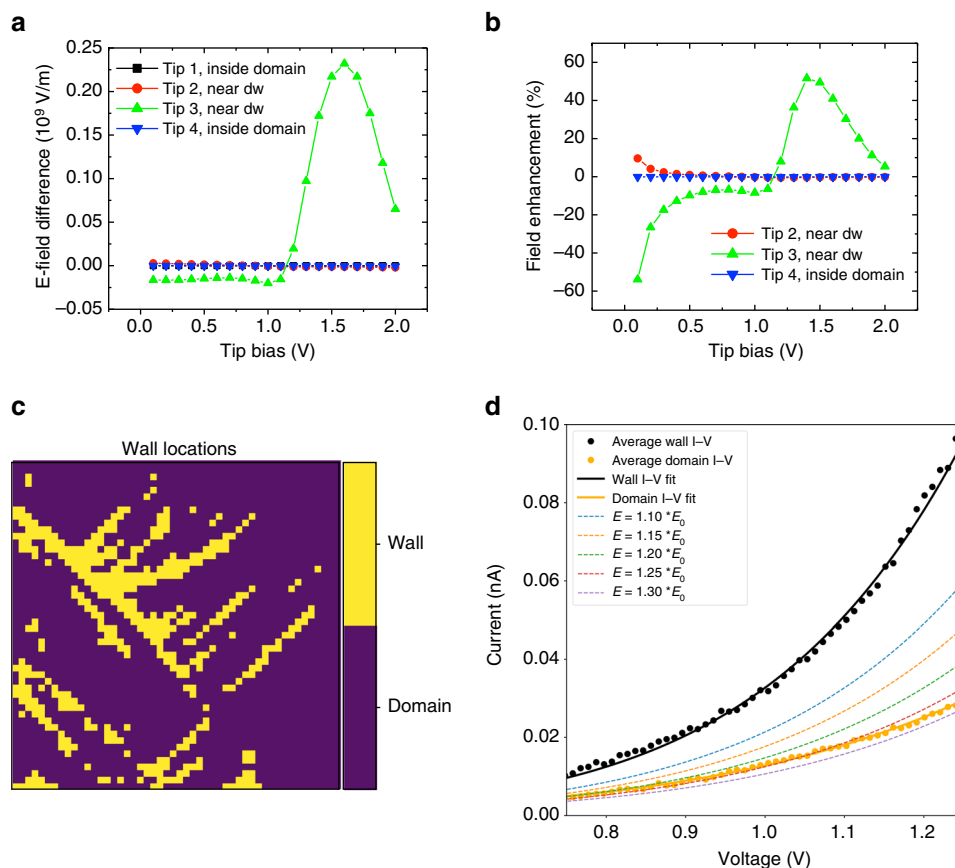 a
0.25
0.20
0.15
0.10
0.05
0.00
–0.05
E-field difference (10⁹ V/m)
Tip 1, inside domain
Tip 2, near dw
Tip 3, near dw
Tip 4, inside domain
0.0 0.5 1.0 1.5 2.0
Tip bias (V)
b
60
40
20
0
–20
–40
–60
Field enhancement (%)
Tip 2, near dw
Tip 3, near dw
Tip 4, inside domain
0.0 0.5 1.0 1.5 2.0
Tip bias (V)
c
Wall locations
Wall
Domain
d
0.10
0.08
0.06
0.04
0.02
0.00
Current (nA)
Average wall I–V
Average domain I–V
Wall I–V fit
Domain I–V fit
E = 1.10 *E₀
E = 1.15 *E₀
E = 1.20 *E₀
E = 1.25 *E₀
E = 1.30 *E₀
0.8 0.9 1.0 1.1 1.2
Voltage (V)